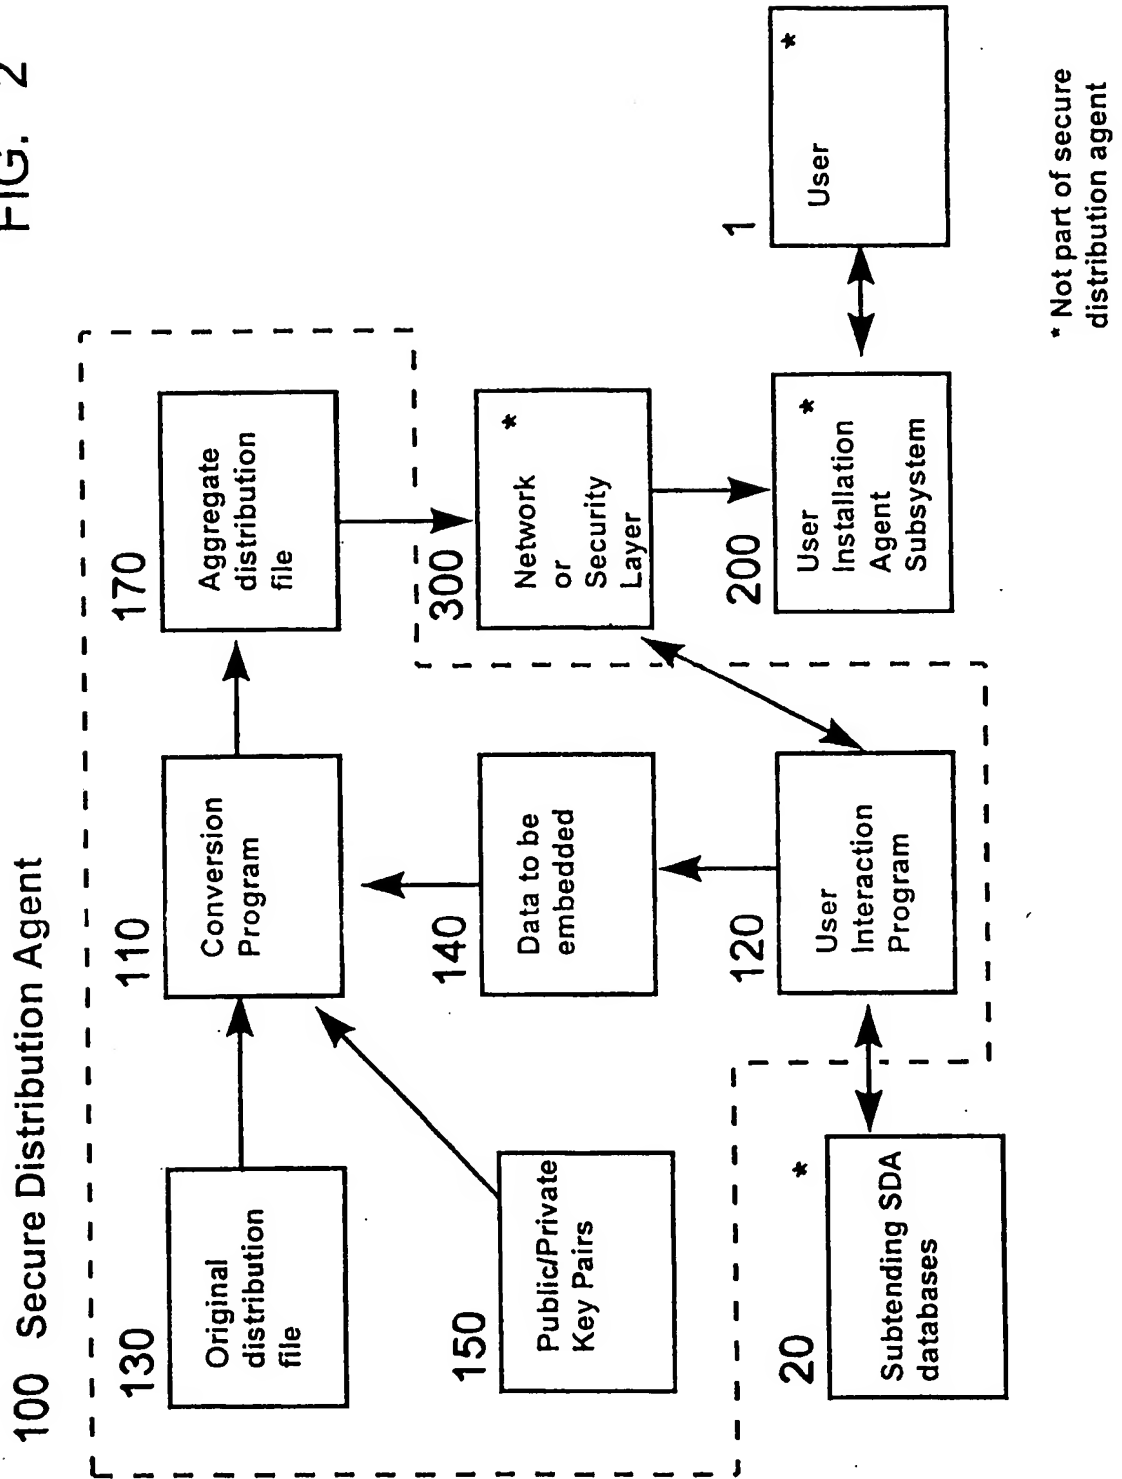 FIG. 2
100 Secure Distribution Agent
130
Original
distribution
file
110
Conversion
Program
170
Aggregate
distribution
file
150
Public/Private
Key Pairs
140
Data to be
embedded
300
*
Network
or
Security
Layer
20
*
Subtending SDA
databases
120
User
Interaction
Program
200
*
User
Installation
Agent
Subsystem
1
*
User
* Not part of secure
distribution agent